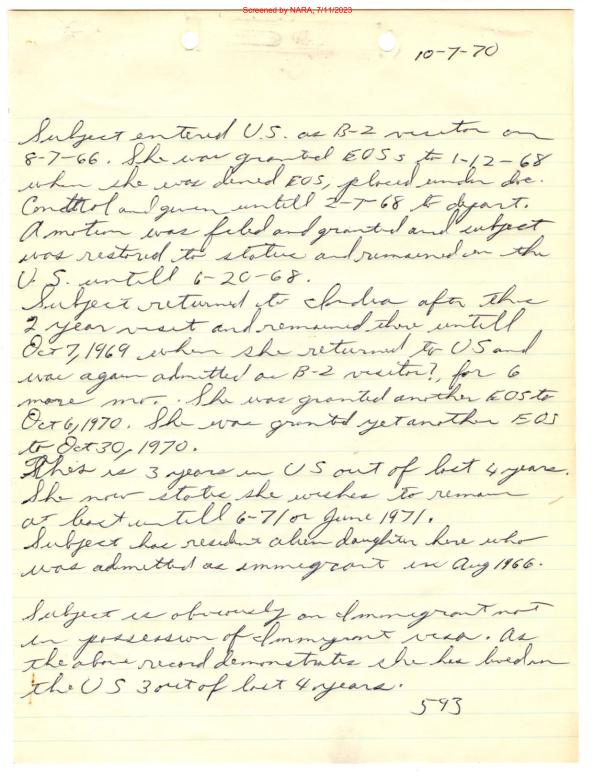 Screened by NARA, 7/11/2023
10-7-70
Subject entered U.S. as B-2 visitor on
8-7-66. She was granted EOSs to 1-12-68
when she was denied EOS, placed under doc.
Condttol and given untill 2-7-68 to depart.
A motion was filed and granted and subject
was restored to status and remained in the
U.S. untill 6-20-68.
Subject returned to India after this
2 year visit and remained there untill
Oct 7, 1969 when she returned to US and
was again admitted as B-2 visitor?, for 6
more mo. . She was granted another EOS to
Oct 6, 1970. She was granted yet another EOS
to Oct 30, 1970.
This is 3 years in US out of last 4 years.
She now states she wishes to remain
at least untill 6-71 or June 1971.
Subject has resident alien daughter here who
was admitted as immigrant in Aug 1966.
Subject is obviously an Immigrant not
in possession of Immigrant visa. As
the above record demonstrates she has lived in
the US 3 out of last 4 years.
593